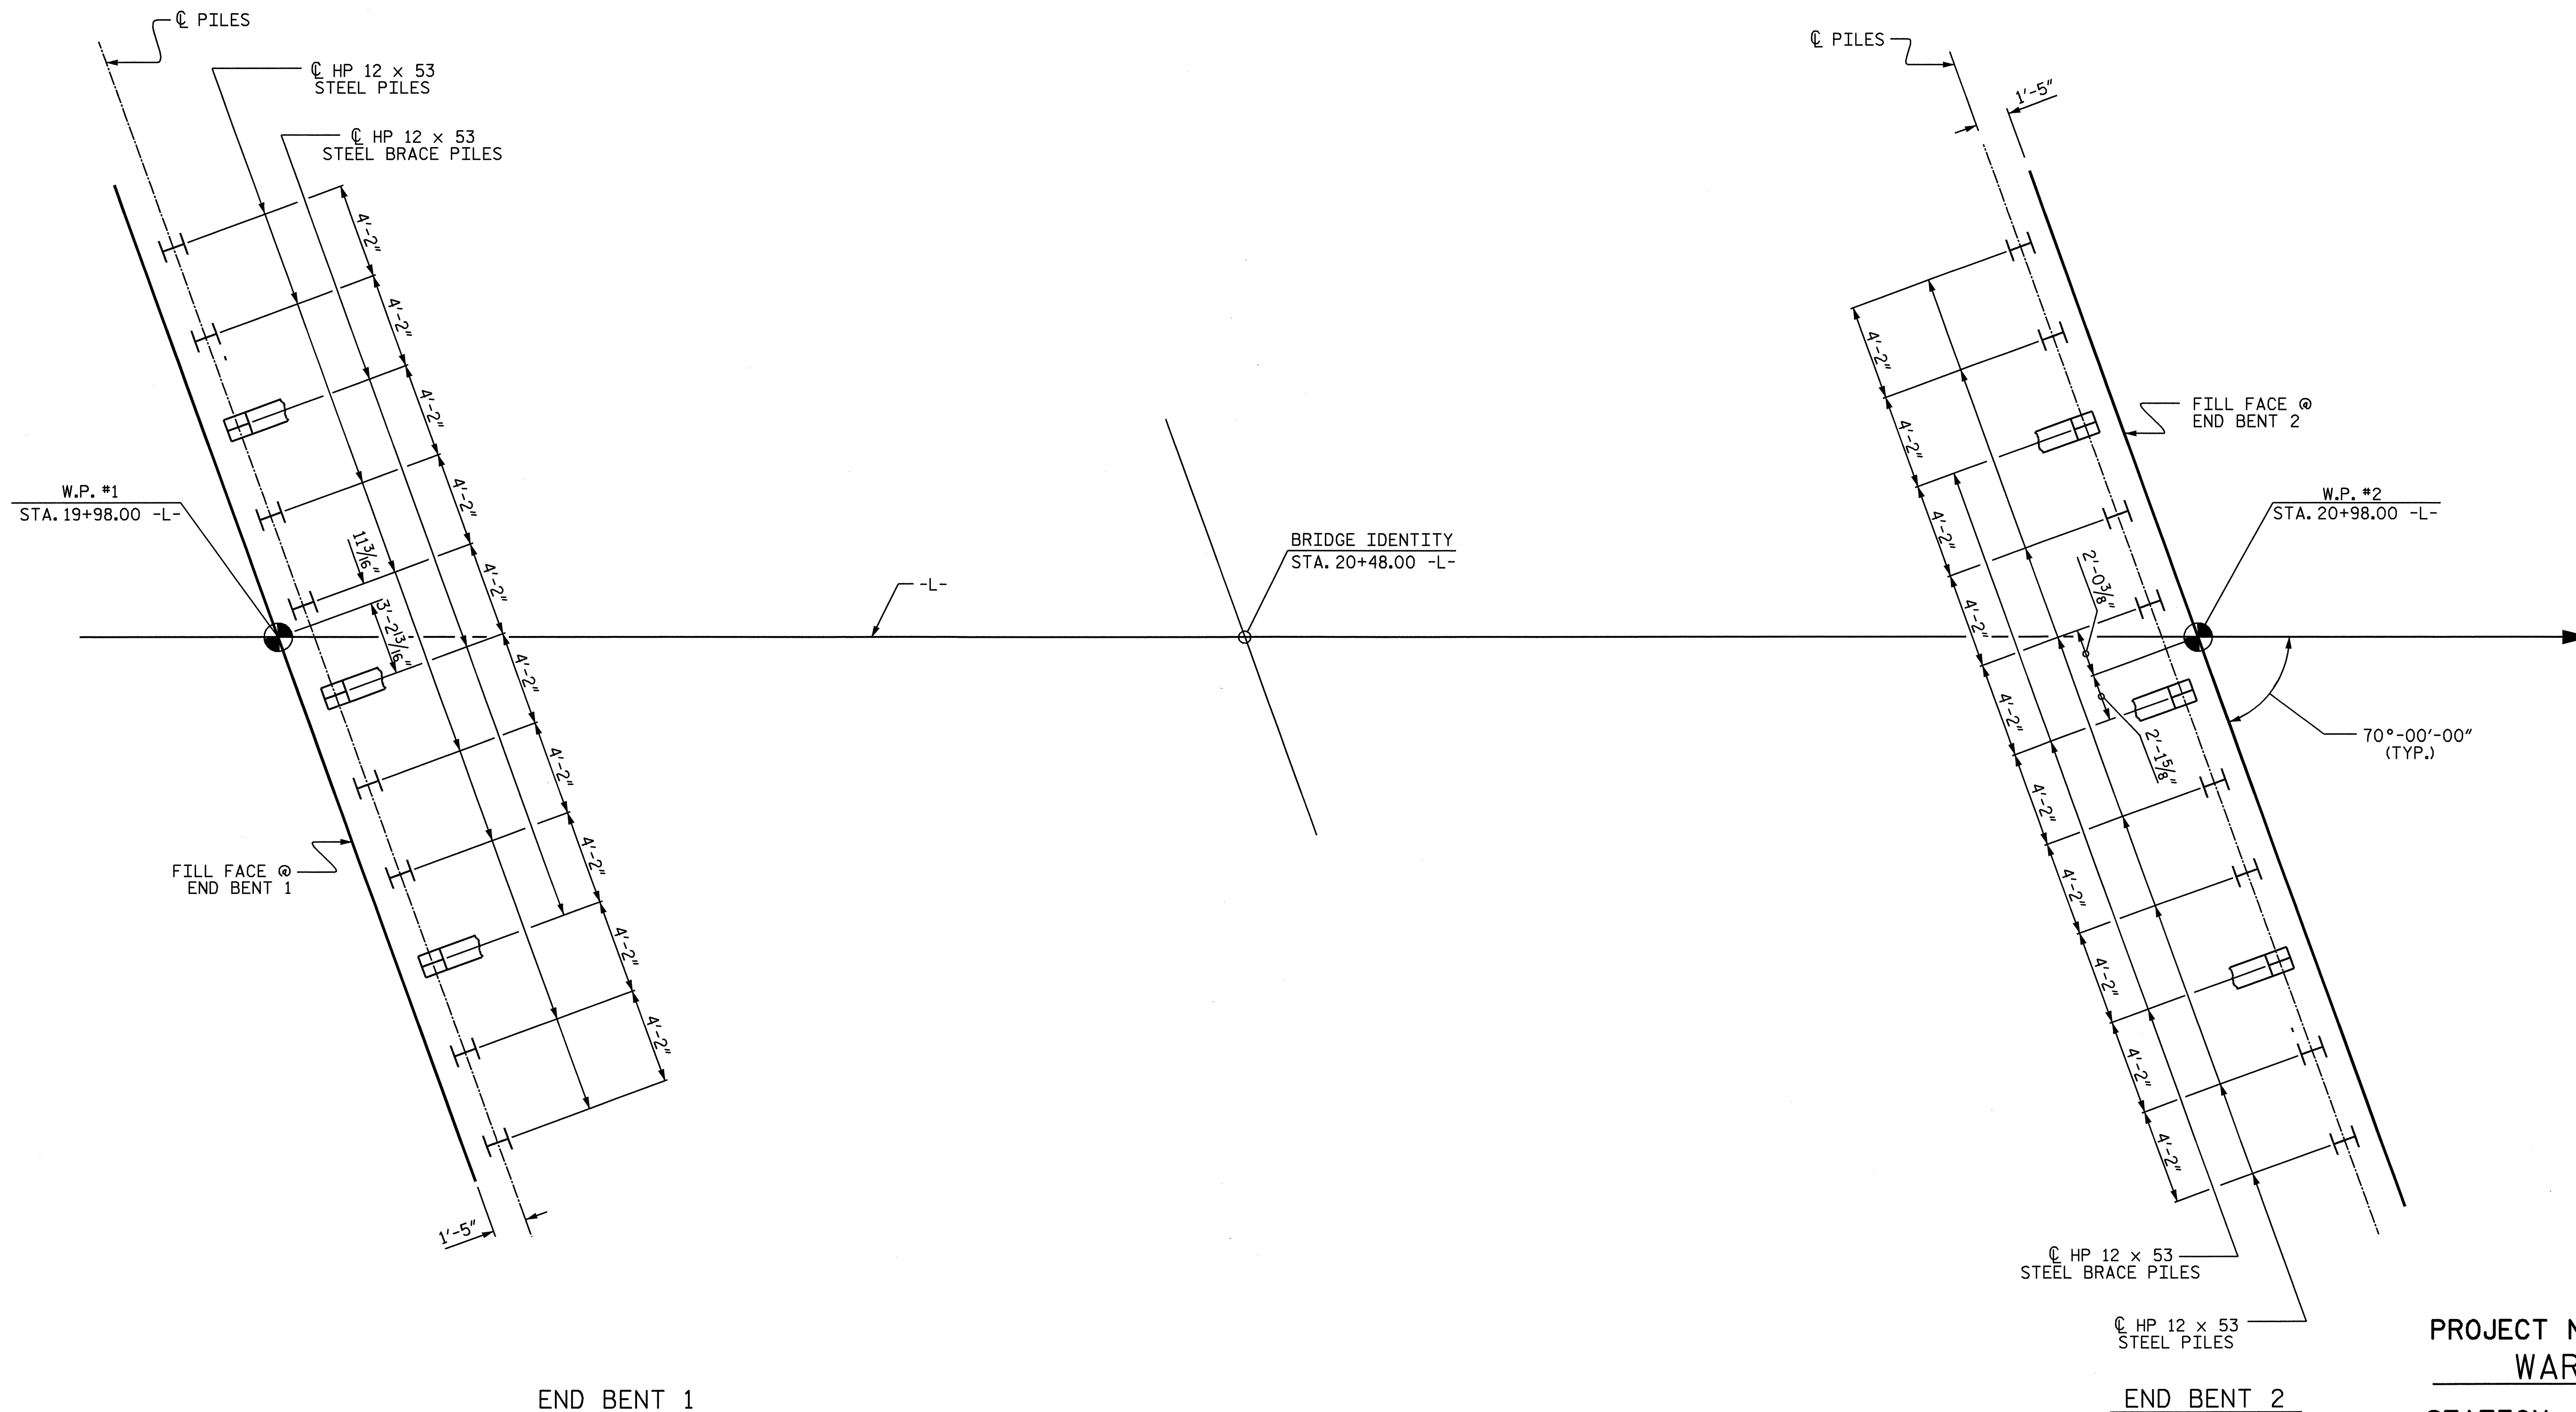 ℄ PILES
℄ HP 12 x 53
STEEL PILES
℄ HP 12 x 53
STEEL BRACE PILES
4'-2"
4'-2"
4'-2"
4'-2"
4'-2"
4'-2"
4'-2"
4'-2"
4'-2"
4'-2"
11 3/16"
3'-2 13/16"
W.P. #1
STA. 19+98.00 -L-
FILL FACE @
END BENT 1
1'-5"
END BENT 1
-L-
BRIDGE IDENTITY
STA. 20+48.00 -L-
℄ PILES
1'-5"
FILL FACE @
END BENT 2
W.P. #2
STA. 20+98.00 -L-
70°-00'-00"
(TYP.)
4'-2"
4'-2"
4'-2"
4'-2"
4'-2"
4'-2"
4'-2"
4'-2"
4'-2"
4'-2"
2'-0 3/8"
2'-1 5/8"
℄ HP 12 x 53
STEEL BRACE PILES
℄ HP 12 x 53
STEEL PILES
END BENT 2
PROJECT N
WAR